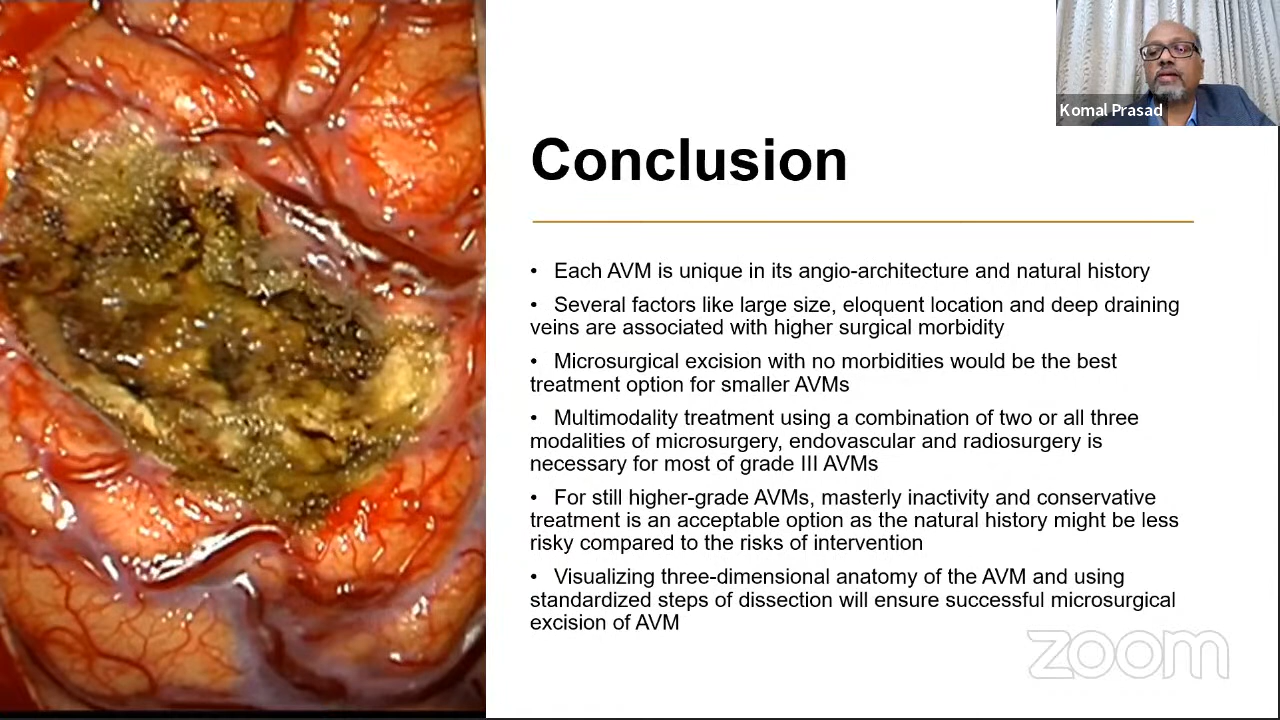 Komal Prasad
Conclusion
• Each AVM is unique in its angio-architecture and natural history
• Several factors like large size, eloquent location and deep draining
veins are associated with higher surgical morbidity
• Microsurgical excision with no morbidities would be the best
treatment option for smaller AVMs
• Multimodality treatment using a combination of two or all three
modalities of microsurgery, endovascular and radiosurgery is
necessary for most of grade III AVMs
• For still higher-grade AVMs, masterly inactivity and conservative
treatment is an acceptable option as the natural history might be less
risky compared to the risks of intervention
• Visualizing three-dimensional anatomy of the AVM and using
standardized steps of dissection will ensure successful microsurgical
excision of AVM
zoom